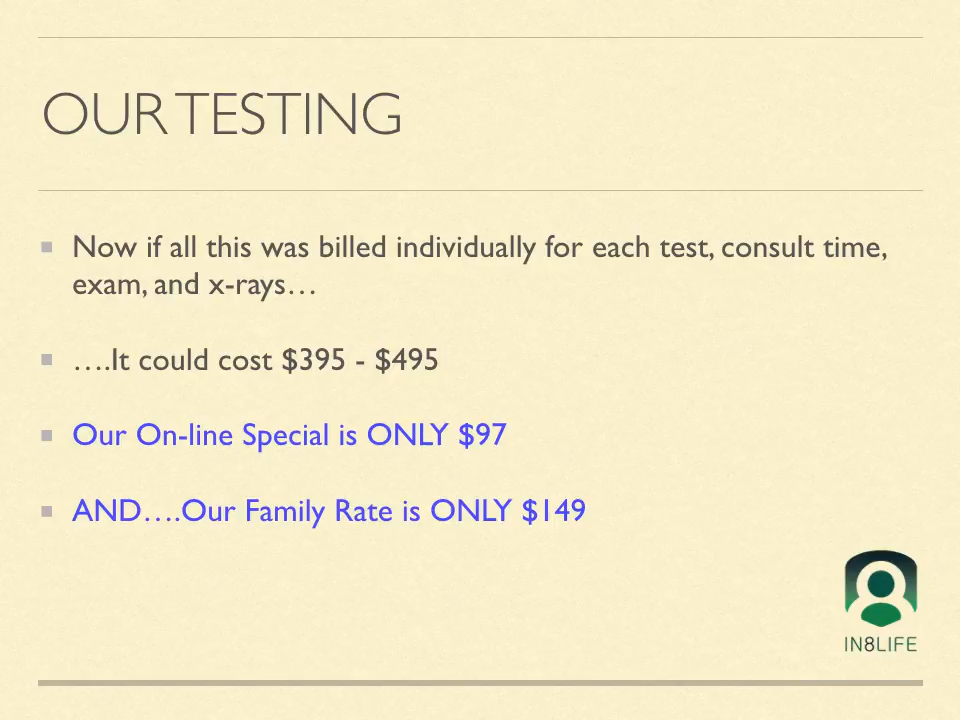 OUR TESTING
Now if all this was billed individually for each test, consult time,
exam, and x-rays…
….It could cost $395 - $495
Our On-line Special is ONLY $97
AND….Our Family Rate is ONLY $149
IN8LIFE